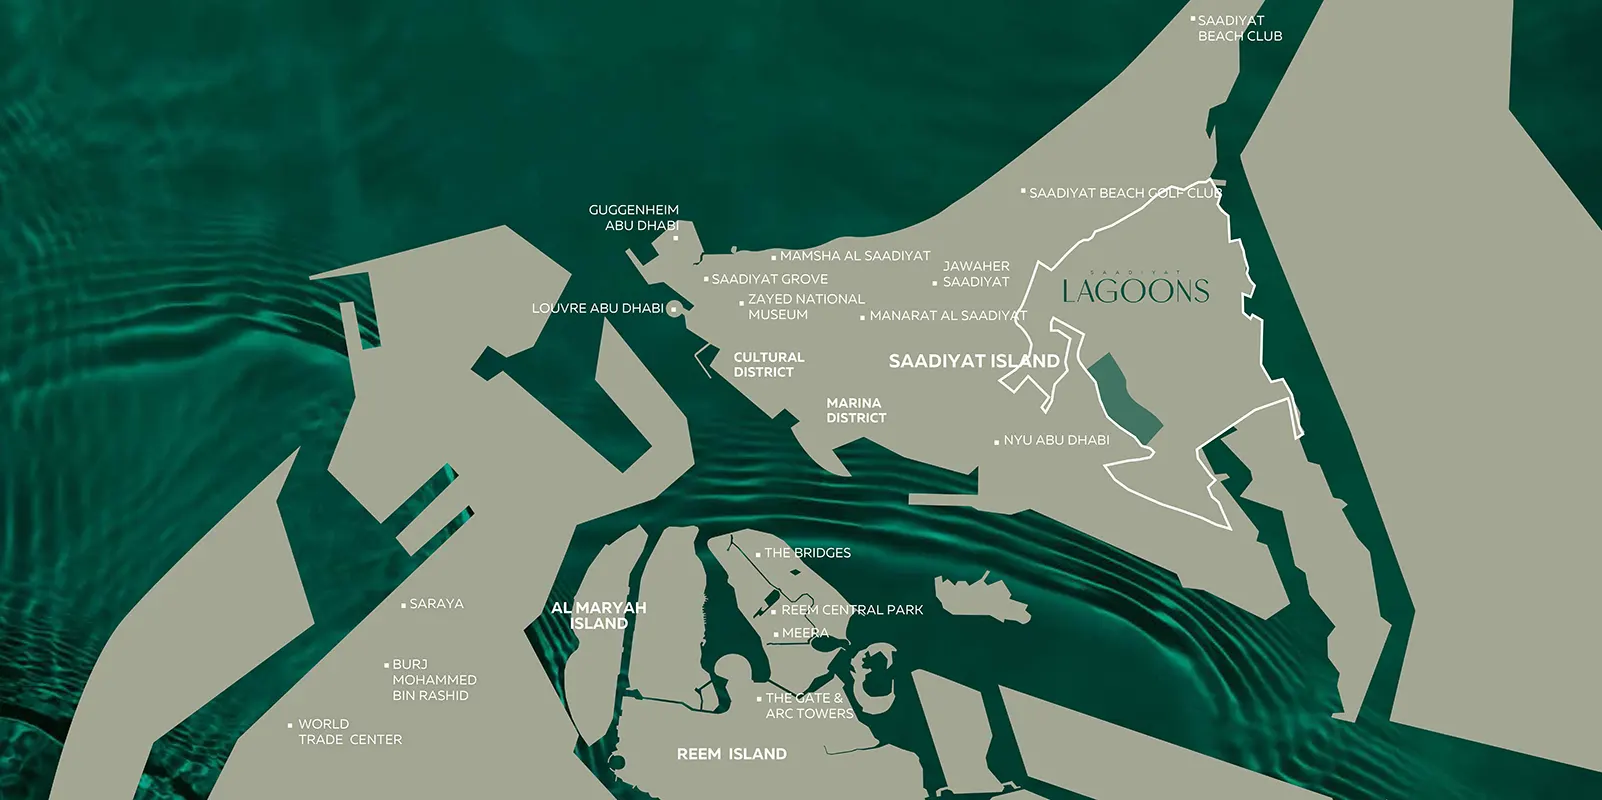 SAADIYAT
BEACH CLUB
SAADIYAT BEACH GOLF CLUB
GUGGENHEIM
ABU DHABI
MAMSHA AL SAADIYAT
JAWAHER
SAADIYAT
SAADIYAT GROVE
SAADIYAT
LAGOONS
ZAYED NATIONAL
MUSEUM
LOUVRE ABU DHABI
MANARAT AL SAADIYAT
CULTURAL
DISTRICT
SAADIYAT ISLAND
MARINA
DISTRICT
NYU ABU DHABI
THE BRIDGES
SARAYA
AL MARYAH
ISLAND
REEM CENTRAL PARK
MEERA
BURJ
MOHAMMED
BIN RASHID
THE GATE &
ARC TOWERS
WORLD
TRADE CENTER
REEM ISLAND